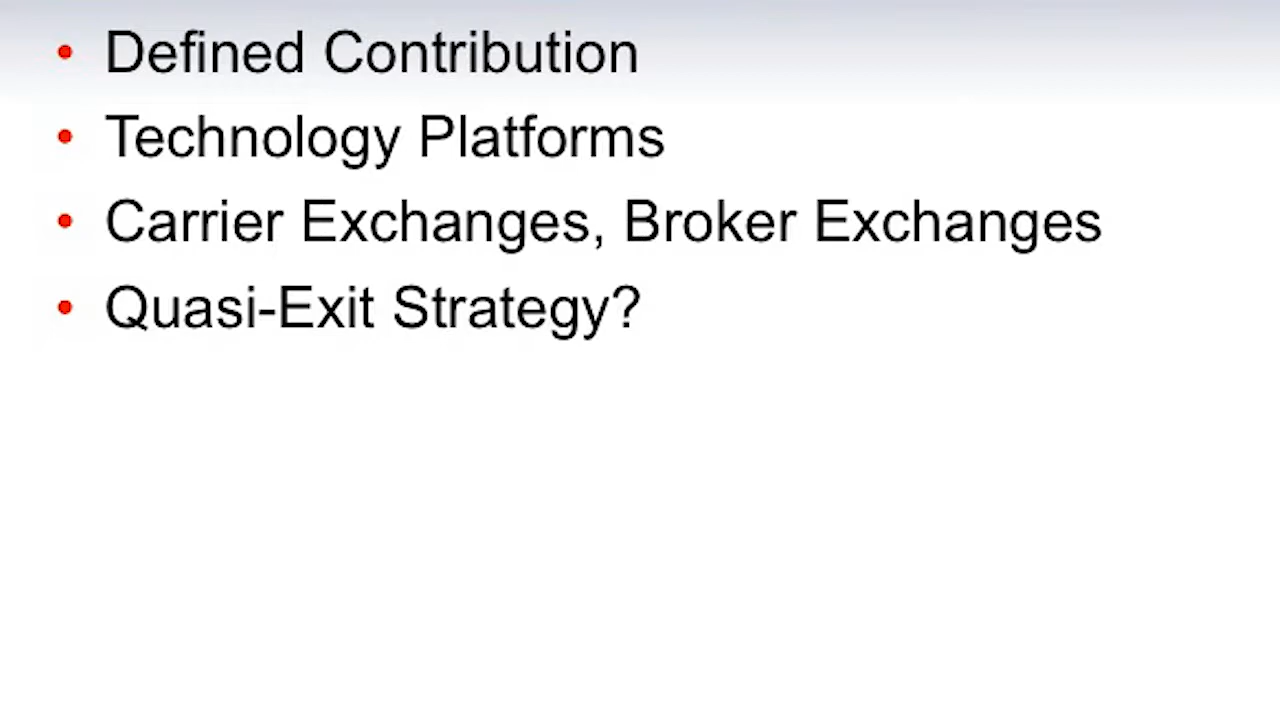 • Defined Contribution
• Technology Platforms
• Carrier Exchanges, Broker Exchanges
• Quasi-Exit Strategy?